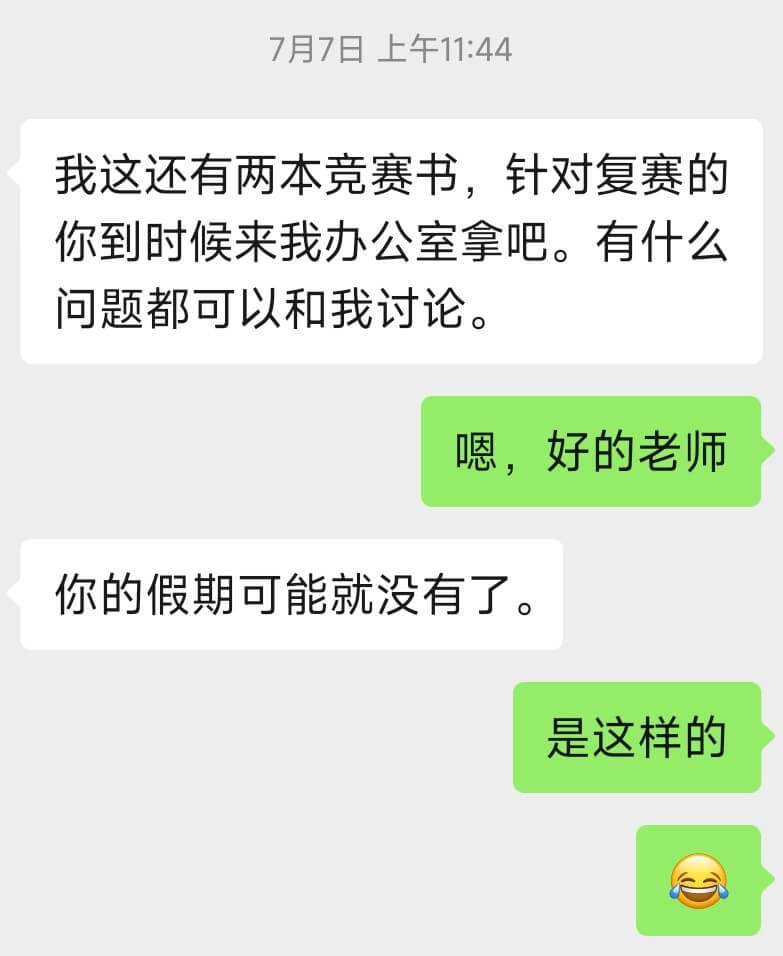 7月7日 上午11:44
我这还有两本竞赛书，针对复赛的
你到时候来我办公室拿吧。有什么
问题都可以和我讨论。
嗯，好的老师
你的假期可能就没有了。
是这样的
😂